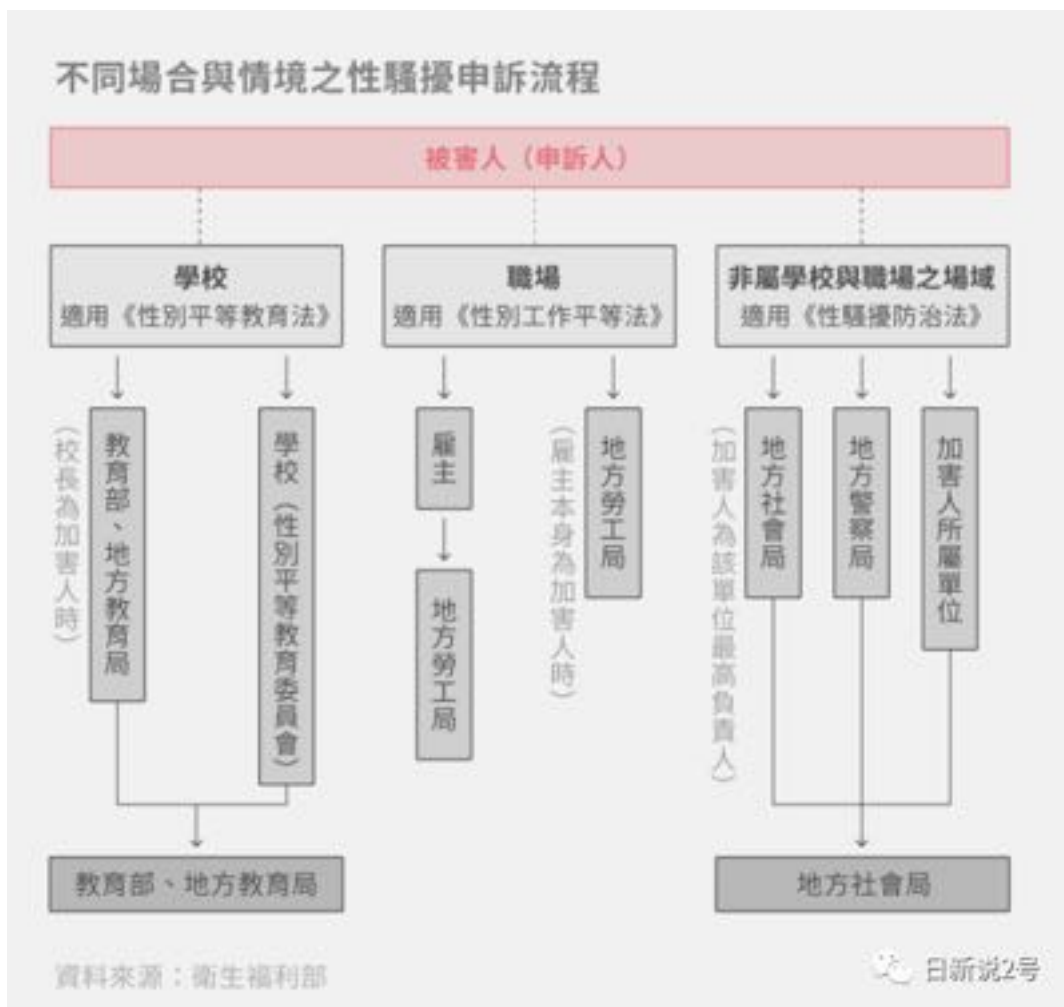 不同場合與情境之性騷擾申訴流程
被害人（申訴人）
學校
適用《性別平等教育法》
職場
適用《性別工作平等法》
非屬學校與職場之場域
適用《性騷擾防治法》
（校長為加害人時）
教育部、地方教育局
學校（性別平等教育委員會）
雇主
地方勞工局
（雇主本身為加害人時）
地方勞工局
（加害人為該單位最高負責人）
地方社會局
地方警察局
加害人所屬單位
教育部、地方教育局
地方社會局
資料來源：衛生福利部
日新说2号